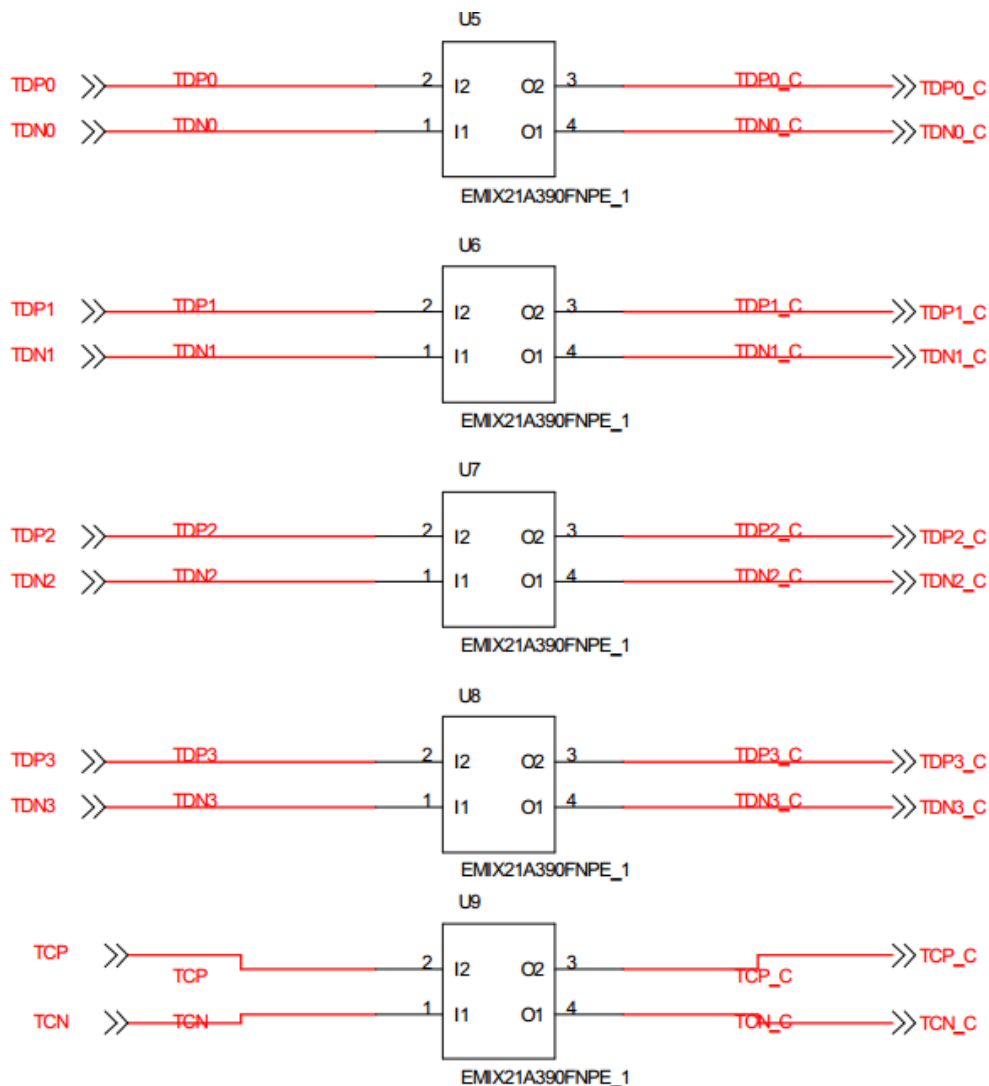 U5
TDP0 TDP0 2 I2 O2 3 TDP0_C TDP0_C
TDN0 TDN0 1 I1 O1 4 TDN0_C TDN0_C
EMIX21A390FNPE_1
U6
TDP1 TDP1 2 I2 O2 3 TDP1_C TDP1_C
TDN1 TDN1 1 I1 O1 4 TDN1_C TDN1_C
EMIX21A390FNPE_1
U7
TDP2 TDP2 2 I2 O2 3 TDP2_C TDP2_C
TDN2 TDN2 1 I1 O1 4 TDN2_C TDN2_C
EMIX21A390FNPE_1
U8
TDP3 TDP3 2 I2 O2 3 TDP3_C TDP3_C
TDN3 TDN3 1 I1 O1 4 TDN3_C TDN3_C
EMIX21A390FNPE_1
U9
TCP TCP 2 I2 O2 3 TCP_C TCP_C
TCN TCN 1 I1 O1 4 TCN_C TCN_C
EMIX21A390FNPE_1